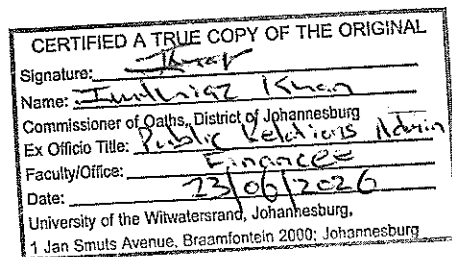 CERTIFIED A TRUE COPY OF THE ORIGINAL
Signature:
Name: Imthiaz Khan
Commissioner of Oaths, District of Johannesburg
Ex Officio Title: Public Relations Admin
Faculty/Office: Finance
Date: 23/06/2026
University of the Witwatersrand, Johannesburg,
1 Jan Smuts Avenue, Braamfontein 2000; Johannesburg